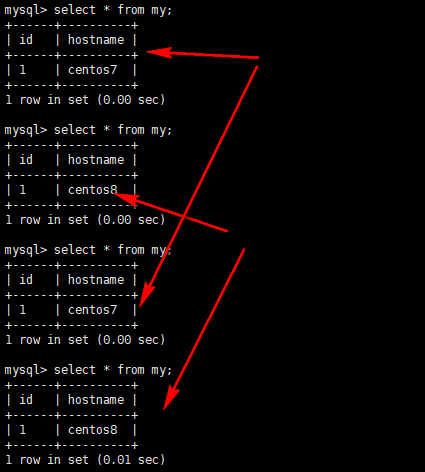 mysql> select * from my;
+------+----------+
| id   | hostname |
+------+----------+
| 1    | centos7  |
+------+----------+
1 row in set (0.00 sec)

mysql> select * from my;
+------+----------+
| id   | hostname |
+------+----------+
| 1    | centos8  |
+------+----------+
1 row in set (0.00 sec)

mysql> select * from my;
+------+----------+
| id   | hostname |
+------+----------+
| 1    | centos7  |
+------+----------+
1 row in set (0.00 sec)

mysql> select * from my;
+------+----------+
| id   | hostname |
+------+----------+
| 1    | centos8  |
+------+----------+
1 row in set (0.01 sec)